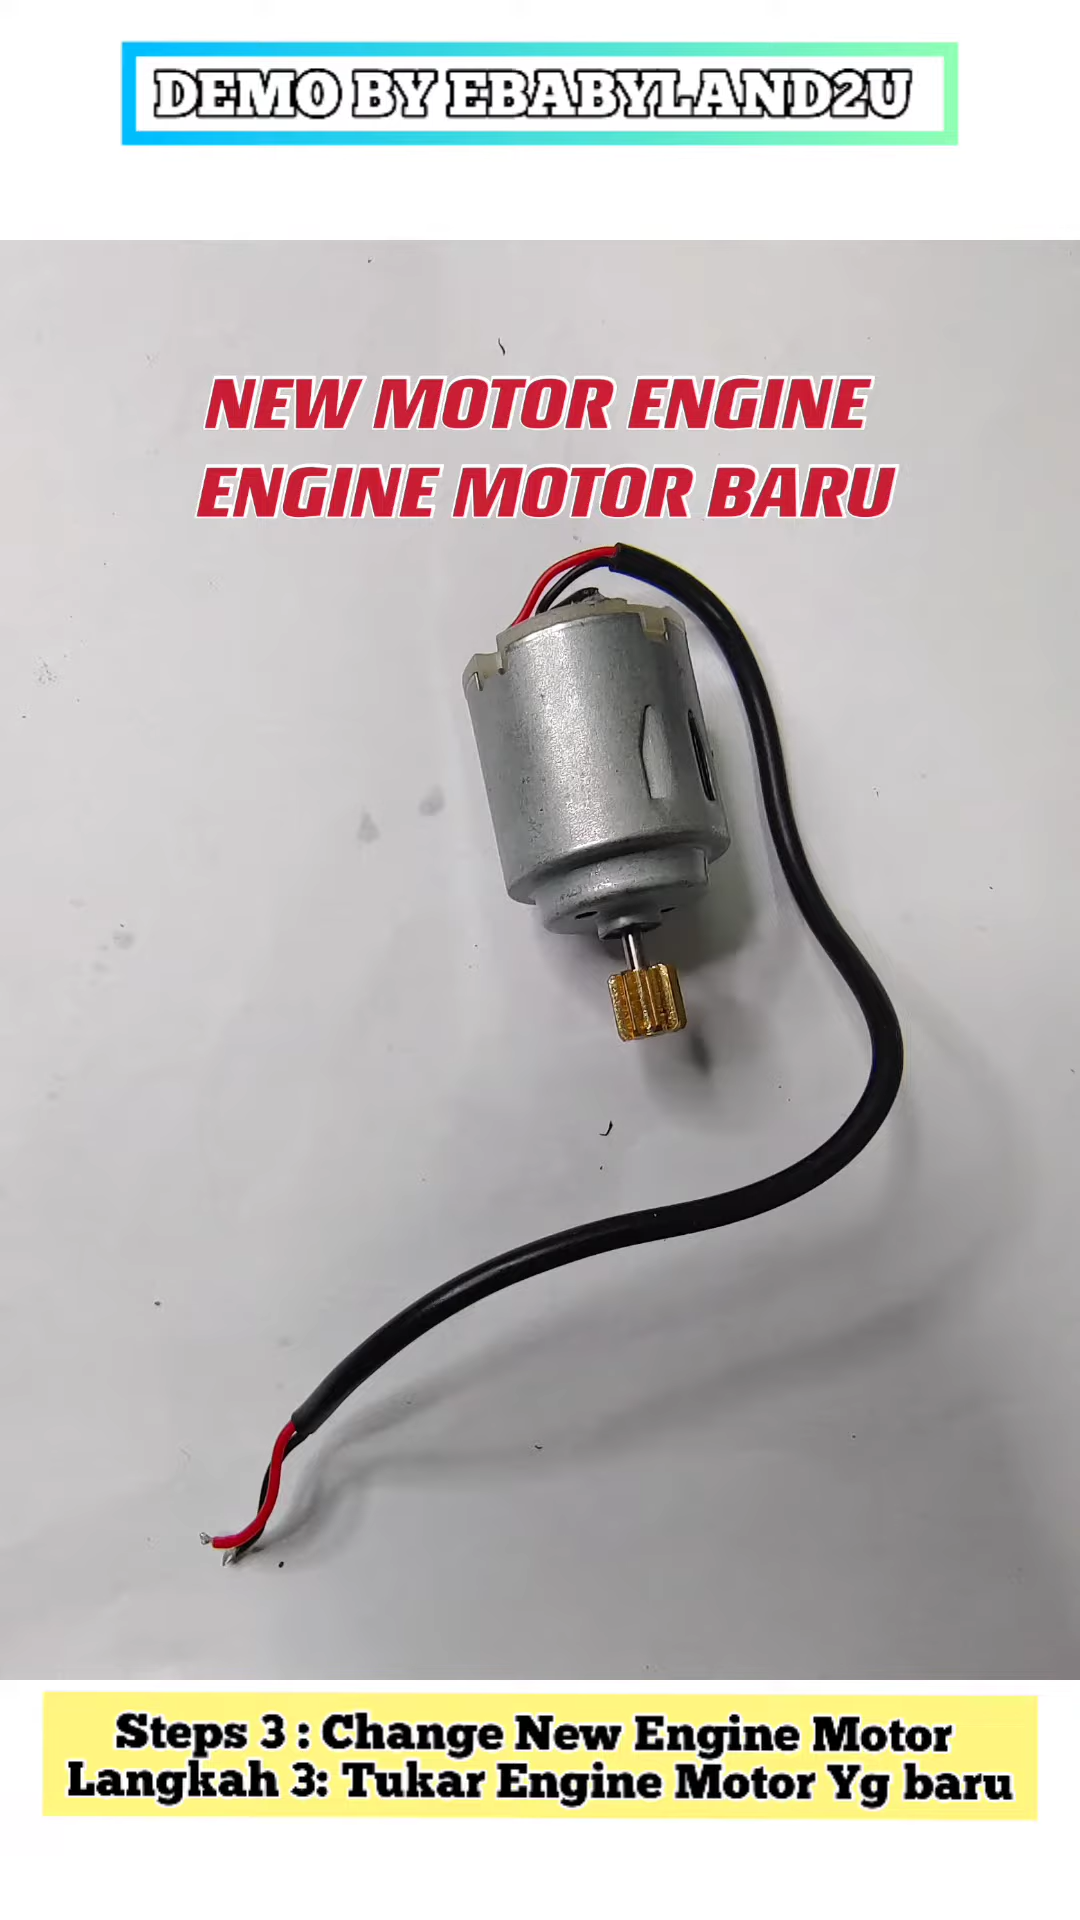 DEMO BY EBABYLAND2U
NEW MOTOR ENGINE
ENGINE MOTOR BARU
Steps 3 : Change New Engine Motor
Langkah 3: Tukar Engine Motor Yg baru